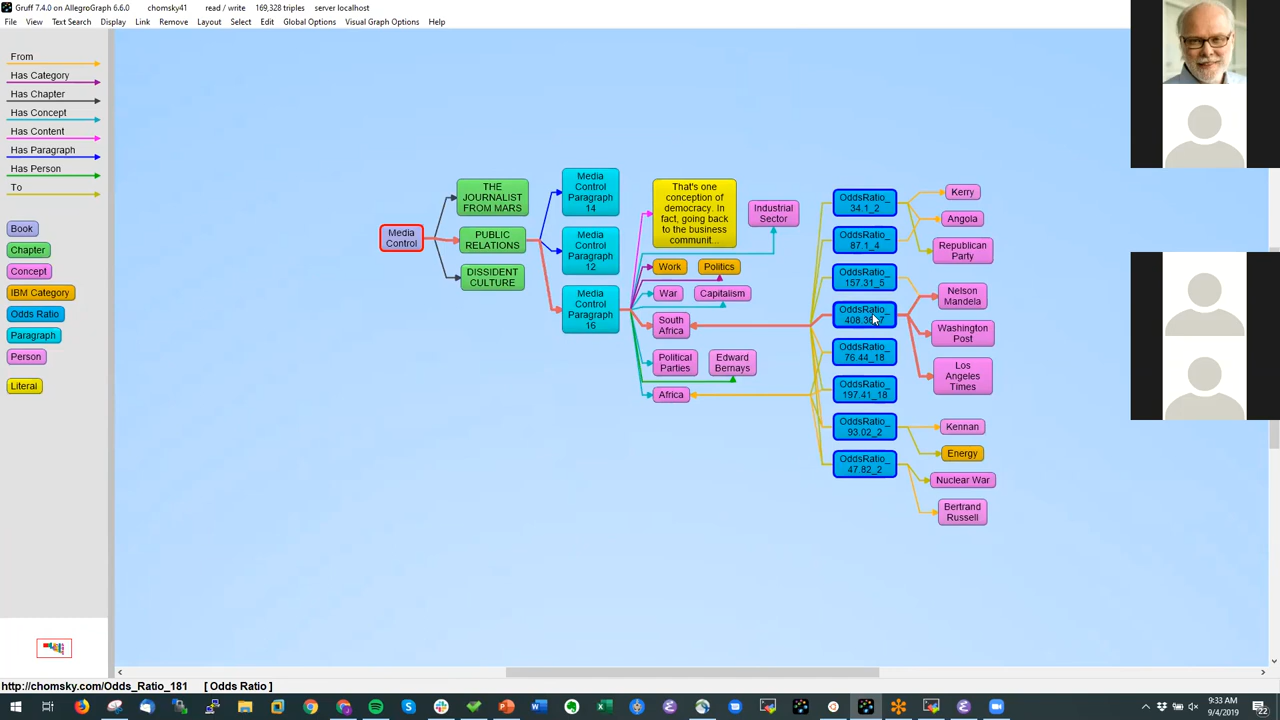 Gruff 7.4.0 on AllegroGraph 6.6.0 chomsky41 read / write 169,328 triples server localhost
File View Text Search Display Link Remove Layout Select Edit Global Options Visual Graph Options Help
From
Has Category
Has Chapter
Has Concept
Has Content
Has Paragraph
Has Person
To
Book
Chapter
Concept
IBM Category
Odds Ratio
Paragraph
Person
Literal
Media
Control
THE
JOURNALIST
FROM MARS
PUBLIC
RELATIONS
DISSIDENT
CULTURE
Media
Control
Paragraph
14
Media
Control
Paragraph
12
Media
Control
Paragraph
16
That's one
conception of
democracy. In
fact, going back
to the business
communit...
Industrial
Sector
Work
Politics
War
Capitalism
South
Africa
Political
Parties
Edward
Bernays
Africa
OddsRatio_
34.1_2
OddsRatio_
87.1_4
OddsRatio_
157.31_5
OddsRatio_
OddsRatio_
76.44_18
OddsRatio_
197.41_18
OddsRatio_
93.02_2
OddsRatio_
47.82_2
Kerry
Angola
Republican
Party
Nelson
Mandela
Washington
Post
Los
Angeles
Times
Kennan
Energy
Nuclear War
Bertrand
Russell
http://chomsky.com/Odds_Ratio_181 [ Odds Ratio ]
9:33 AM
9/4/2019
22